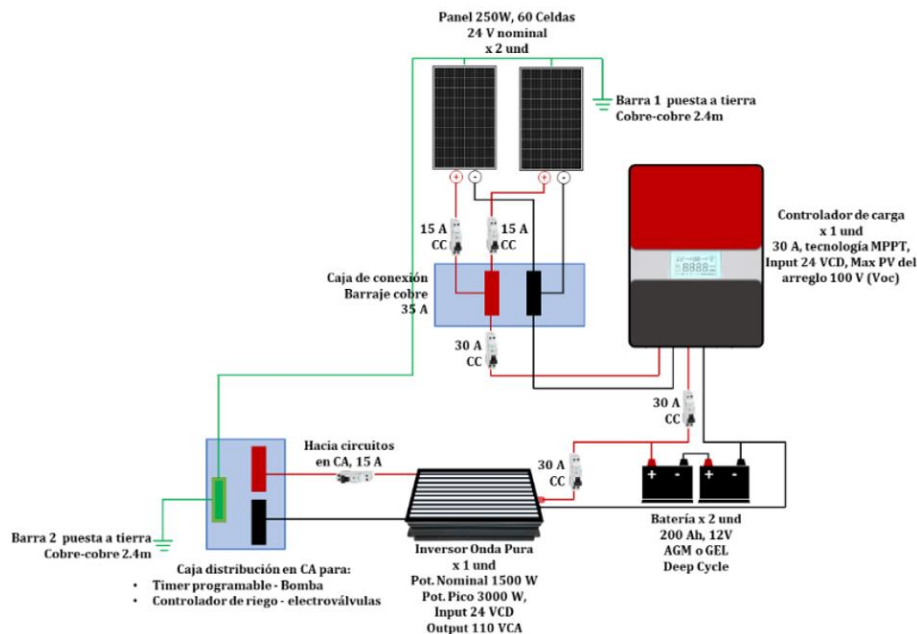 Panel 250W, 60 Celdas
24 V nominal
x 2 und
Barra 1 puesta a tierra
Cobre-cobre 2.4m
+
-
+
-
15 A
CC
15 A
CC
Controlador de carga
x 1 und
30 A, tecnología MPPT,
Input 24 VCD, Max PV del
arreglo 100 V (Voc)
Caja de conexión
Barraje cobre
35 A
30 A
CC
30 A
CC
Hacia circuitos
en CA, 15 A
30 A
CC
+ - + -
Batería x 2 und
200 Ah, 12V
AGM o GEL
Deep Cycle
Barra 2 puesta a tierra
Cobre-cobre 2.4m
Inversor Onda Pura
x 1 und
Pot. Nominal 1500 W
Pot. Pico 3000 W,
Input 24 VCD
Output 110 VCA
Caja distribución en CA para:
• Timer programable - Bomba
• Controlador de riego - electroválvulas